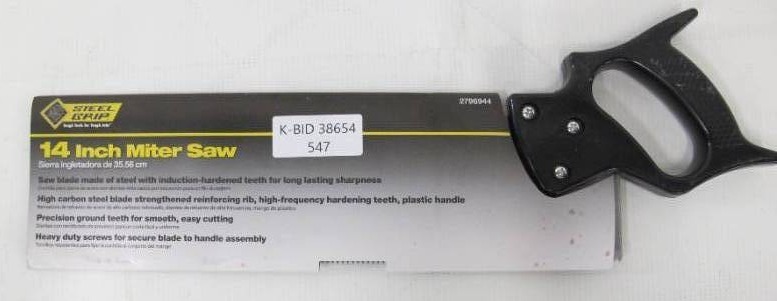 STEEL
GRIP
2796944
K-BID 38654
547
14 Inch Miter Saw
Sierra ingletadora de 35.56 cm
Saw blade made of steel with induction-hardened teeth for long lasting sharpness
High carbon steel blade strengthened reinforcing rib, high-frequency hardening teeth, plastic handle
Precision ground teeth for smooth, easy cutting
Heavy duty screws for secure blade to handle assembly